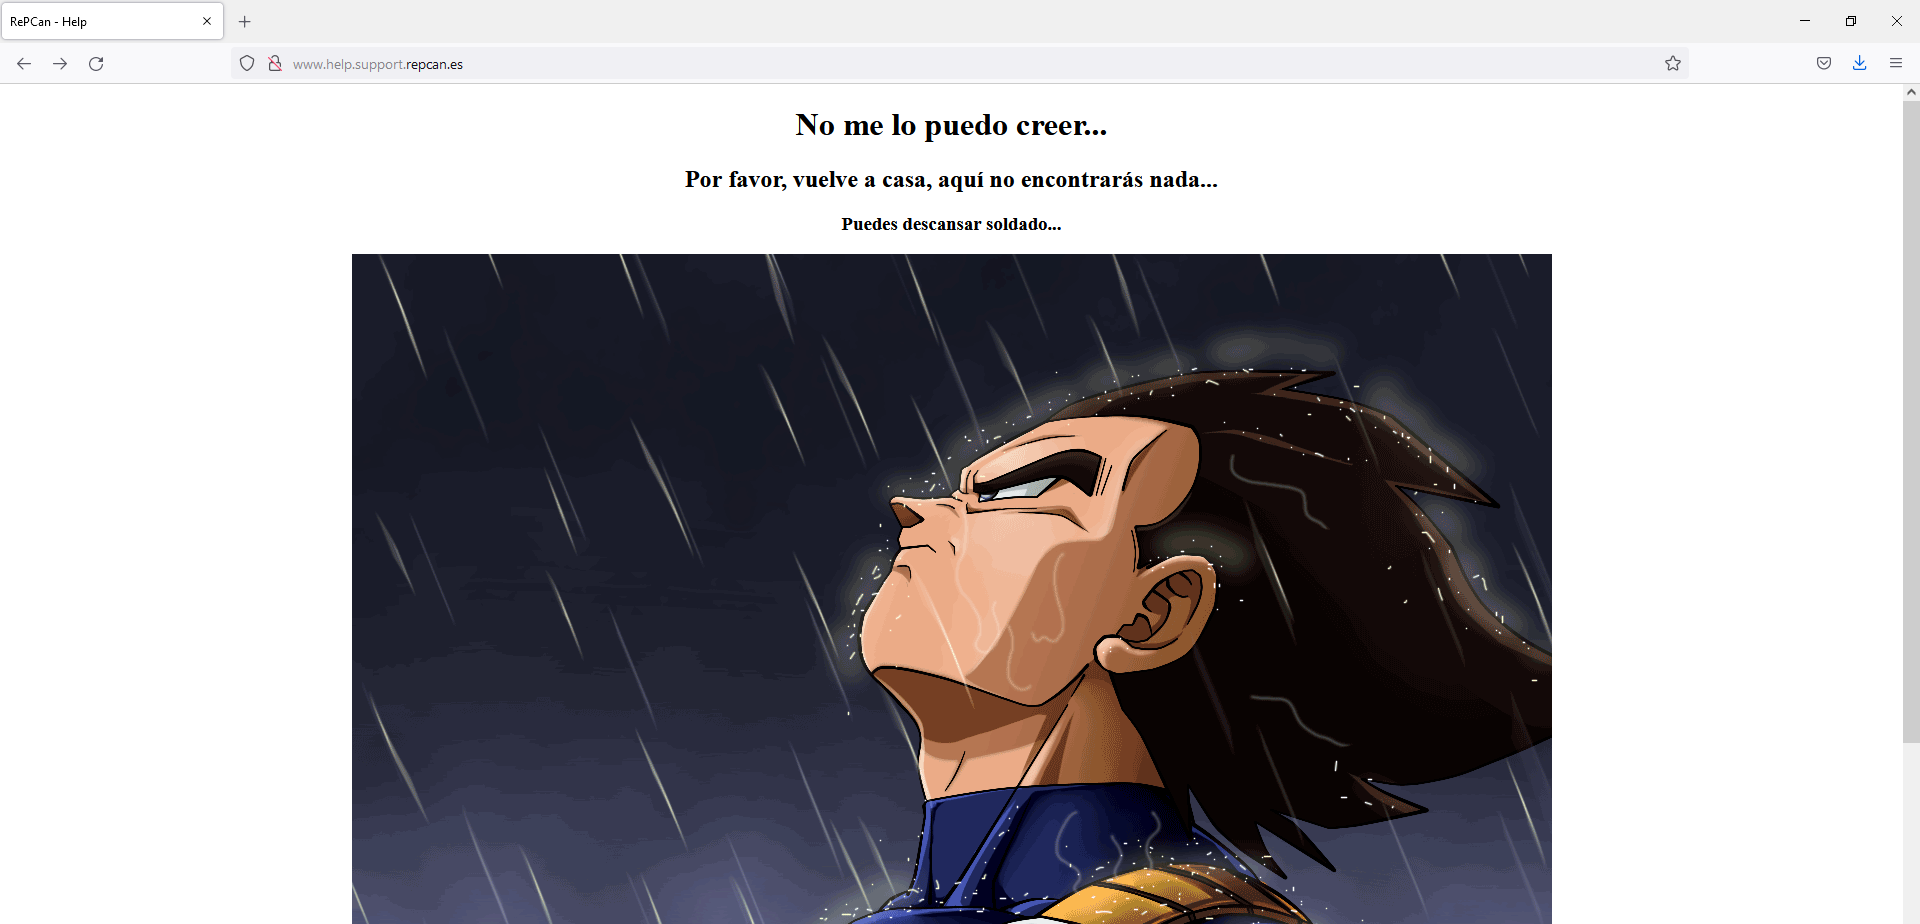 RePCan - Help
www.help.support.repcan.es
No me lo puedo creer...
Por favor, vuelve a casa, aquí no encontrarás nada...
Puedes descansar soldado...